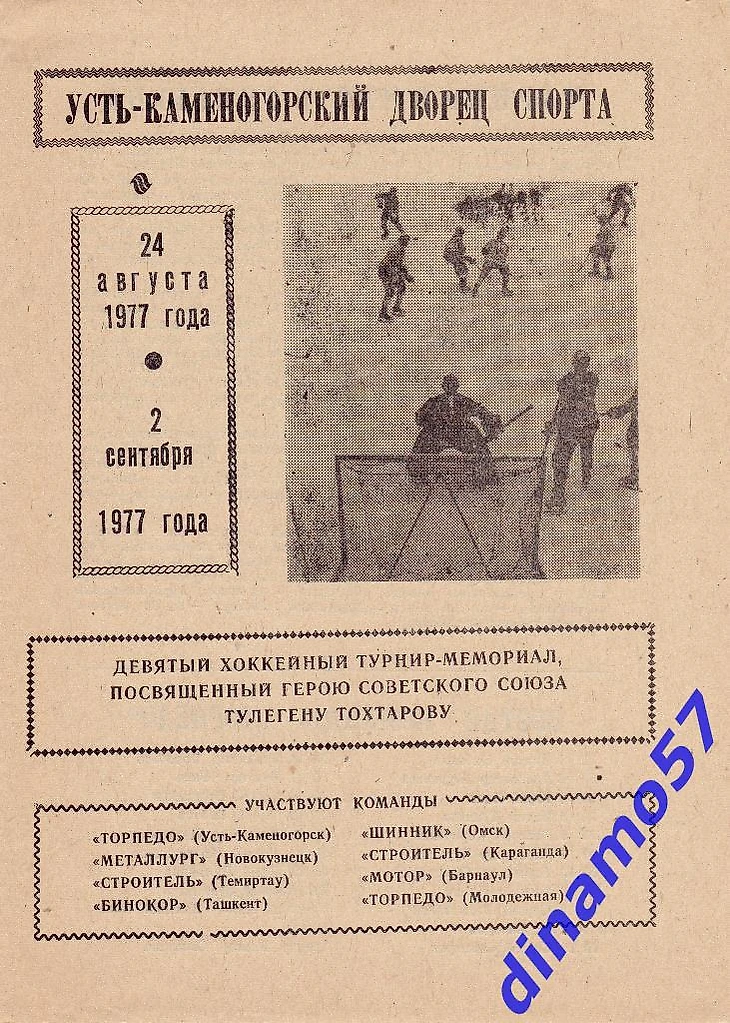 УСТЬ-КАМЕНОГОРСКИЙ ДВОРЕЦ СПОРТА
24
августа
1977 года
2
сентября
1977 года
ДЕВЯТЫЙ ХОККЕЙНЫЙ ТУРНИР-МЕМОРИАЛ,
ПОСВЯЩЕННЫЙ ГЕРОЮ СОВЕТСКОГО СОЮЗА
ТУЛЕГЕНУ ТОХТАРОВУ
УЧАСТВУЮТ КОМАНДЫ
«ТОРПЕДО» (Усть-Каменогорск)
«МЕТАЛЛУРГ» (Новокузнецк)
«СТРОИТЕЛЬ» (Темиртау)
«БИНОКОР» (Ташкент)
«ШИННИК» (Омск)
«СТРОИТЕЛЬ» (Караганда)
«МОТОР» (Барнаул)
«ТОРПЕДО» (Молодежная)
dinamo57